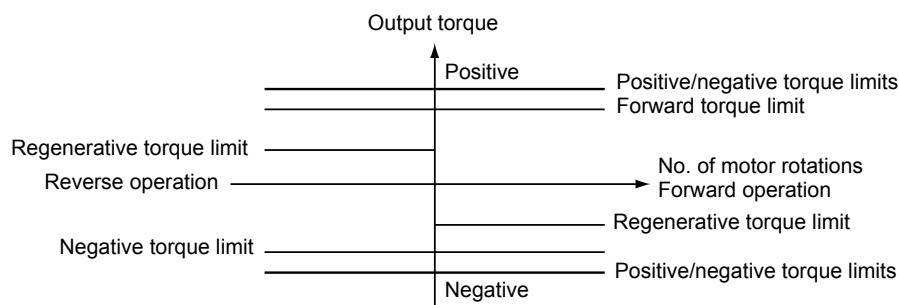 Output torque
Positive
Positive/negative torque limits
Forward torque limit
Regenerative torque limit
Reverse operation
No. of motor rotations
Forward operation
Regenerative torque limit
Negative torque limit
Positive/negative torque limits
Negative